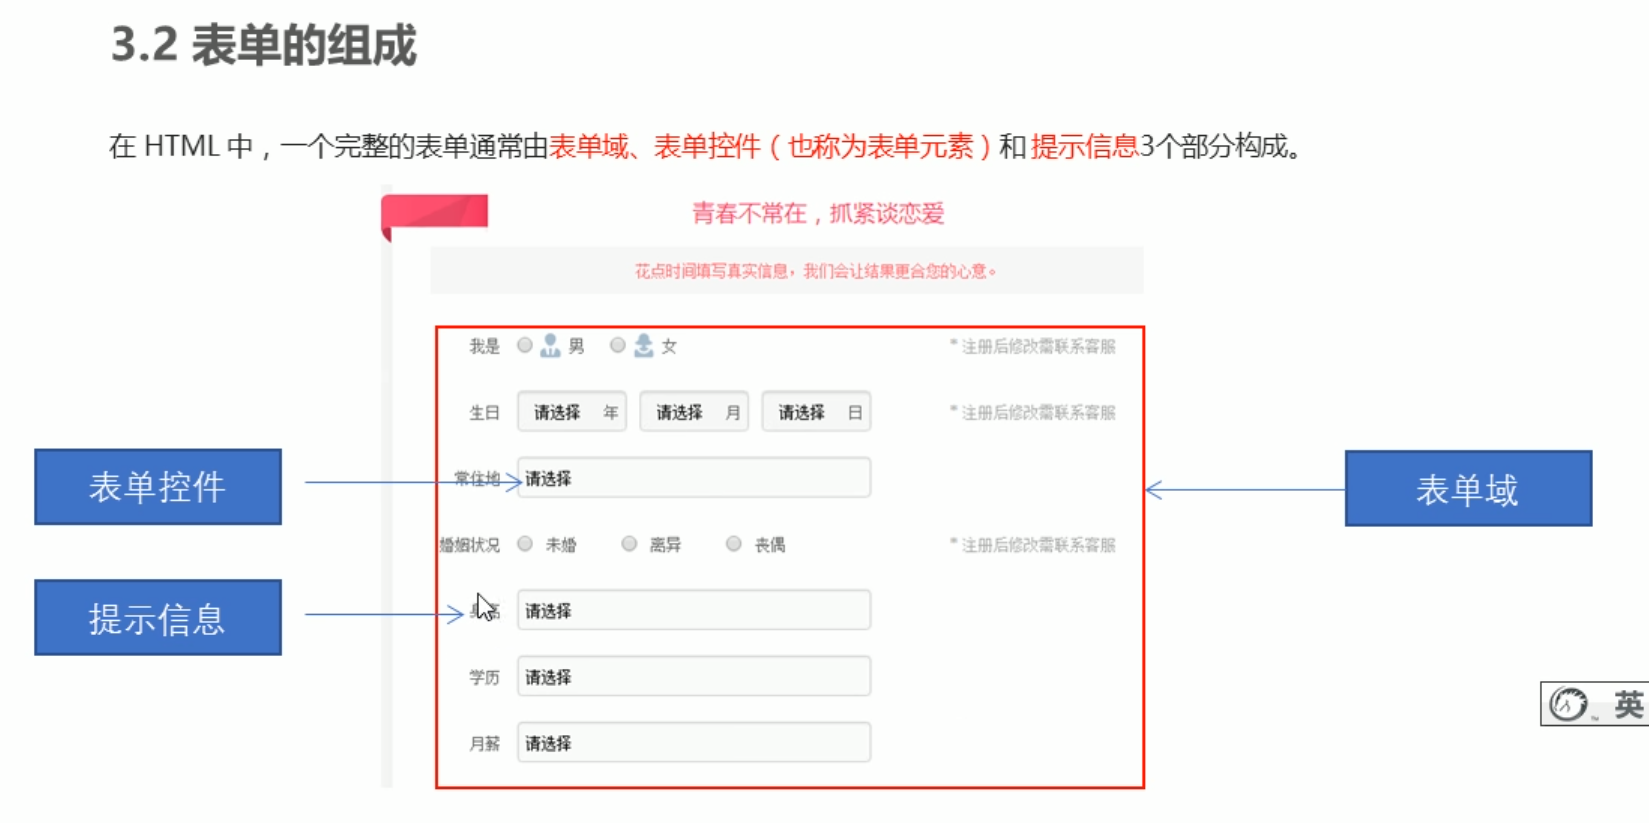 3.2 表单的组成
在 HTML 中，一个完整的表单通常由表单域、表单控件（也称为表单元素）和 提示信息3个部分构成。
青春不常在，抓紧谈恋爱
花点时间填写真实信息，我们会让结果更合您的心意。
我是 男 女 * 注册后修改需联系客服
生日 请选择 年 请选择 月 请选择 日 * 注册后修改需联系客服
表单控件
常住地 请选择
表单域
婚姻状况 未婚 离异 丧偶 * 注册后修改需联系客服
提示信息
请选择
学历 请选择
月薪 请选择
英